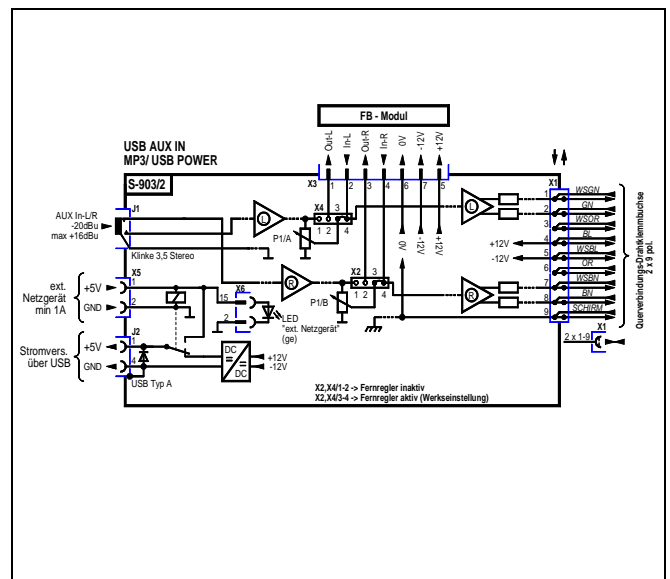 FB - Modul
Out-L
In-L
Out-R
In-R
0V
-12V
+12V
USB AUX IN
MP3/ USB POWER
S-903/2
X3
1 2 3 4 6 7 5
X1
J1
AUX In-L/R
-20dBu
max +16dBu
Klinke 3,5 Stereo
L
X4
3
1 2 4
P1/A
R
X2
3
1 2 4
P1/B
0V
-12V
+12V
L
R
+12V
-12V
1 WSGN
2 GN
3 WSOR
4 BL
5 WSBL
6 OR
7 WSBN
8 BN
9 SCHIRM
Querverbindungs-Drahtklemmbuchse
2 x 9 pol.
X1
2 x 1-9
ext.
Netzgerät
min 1A
+5V
GND
X5
1
2
X6
15
2
LED
"ext. Netzgerät"
(ge)
Stromvers.
über USB
+5V
GND
J2
1
4
USB Typ A
DC
DC
+12V
-12V
X2,X4/1-2 -> Fernregler inaktiv
X2,X4/3-4 -> Fernregler aktiv (Werkseinstellung)